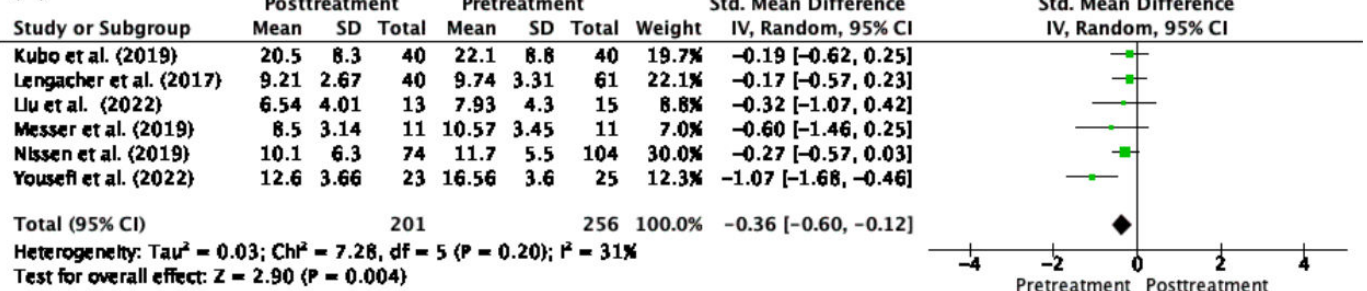 Posttreatment Pretreatment Std. Mean Difference Std. Mean Difference
Study or Subgroup Mean SD Total Mean SD Total Weight IV, Random, 95% CI IV, Random, 95% CI
Kubo et al. (2019) 20.5 8.3 40 22.1 8.8 40 19.7% −0.19 [−0.62, 0.25]
Lengacher et al. (2017) 9.21 2.67 40 9.74 3.31 61 22.1% −0.17 [−0.57, 0.23]
Liu et al. (2022) 6.54 4.01 13 7.93 4.3 15 8.8% −0.32 [−1.07, 0.42]
Messer et al. (2019) 8.5 3.14 11 10.57 3.45 11 7.0% −0.60 [−1.46, 0.25]
Nissen et al. (2019) 10.1 6.3 74 11.7 5.5 104 30.0% −0.27 [−0.57, 0.03]
Yousefi et al. (2022) 12.6 3.66 23 16.56 3.6 25 12.3% −1.07 [−1.68, −0.46]
Total (95% CI) 201 256 100.0% −0.36 [−0.60, −0.12]
Heterogeneity: Tau² = 0.03; Chi² = 7.28, df = 5 (P = 0.20); I² = 31%
Test for overall effect: Z = 2.90 (P = 0.004)
−4 −2 0 2 4
Pretreatment Posttreatment